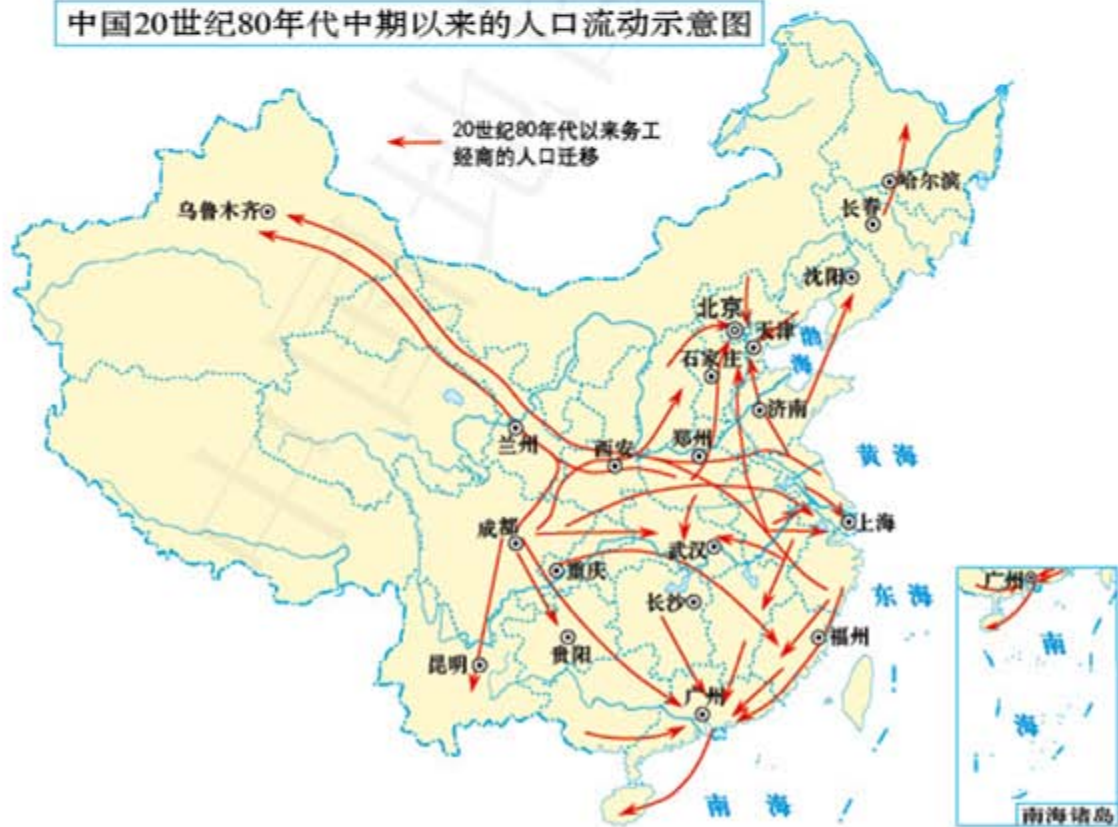 中国20世纪80年代中期以来的人口流动示意图
20世纪80年代以来务工
经商的人口迁移
哈尔滨
乌鲁木齐
长春
沈阳
北京
天津
渤
海
石家庄
济南
兰州
西安
郑州
黄海
成都
上海
武汉
重庆
长沙
东海
福州
贵阳
昆明
广州
南海
广州
南
海
南海诸岛